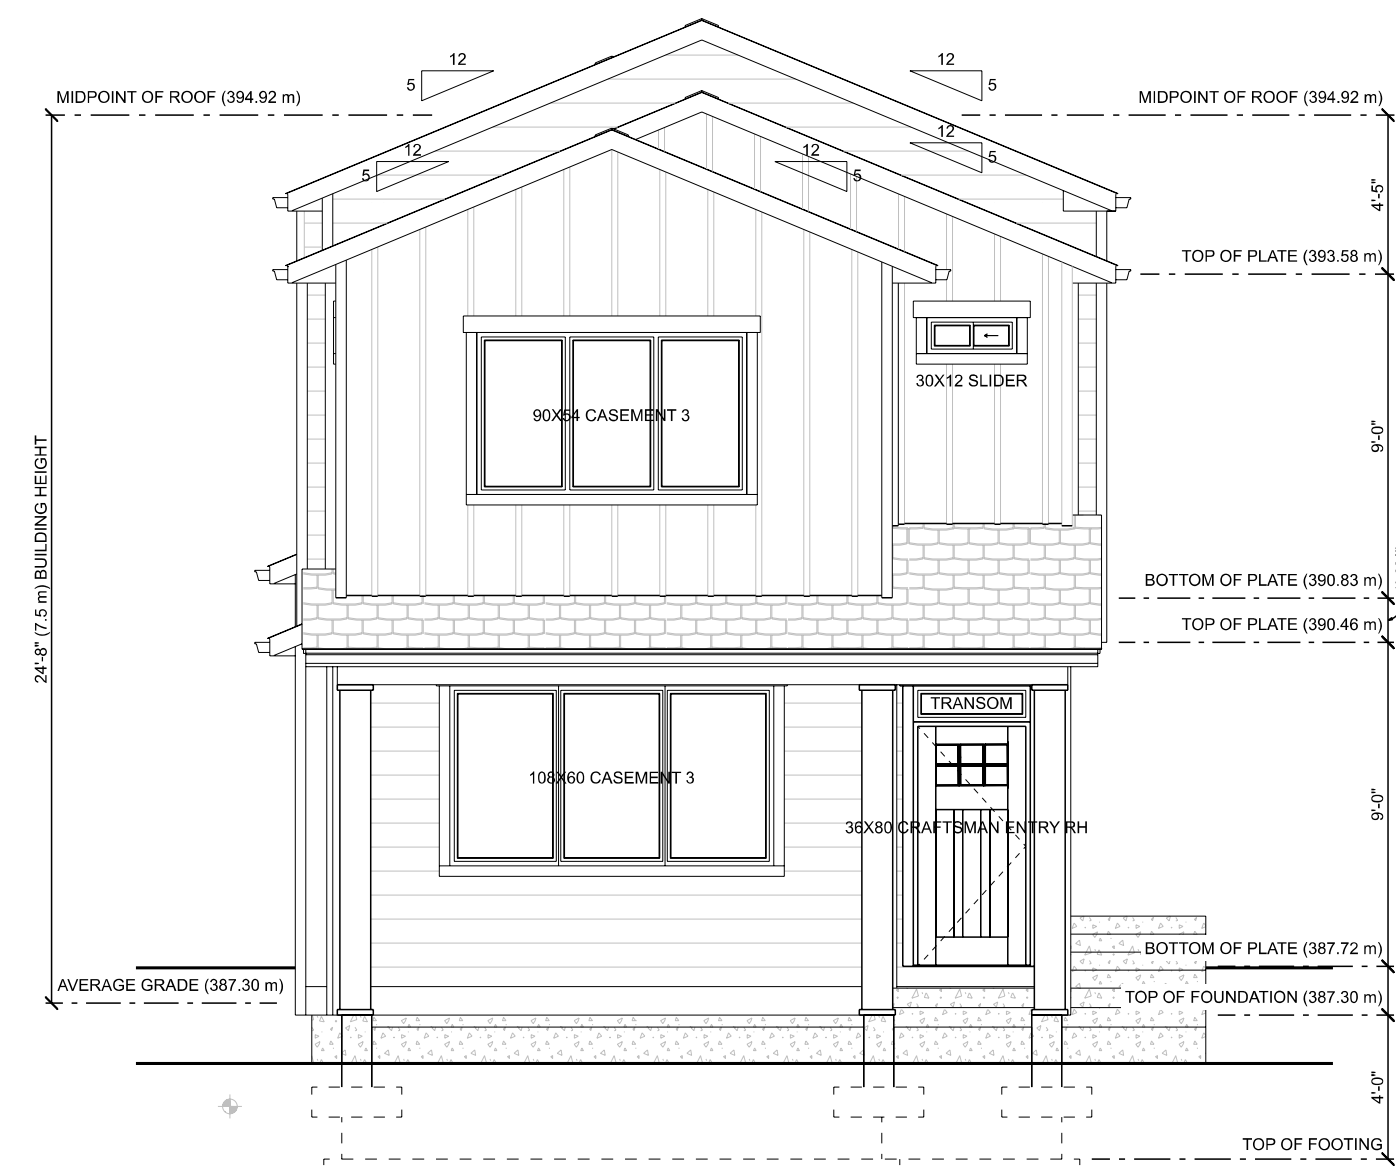 12
5
12
5
MIDPOINT OF ROOF (394.92 m)
MIDPOINT OF ROOF (394.92 m)
12
5
12
5
12
5
4'-5"
TOP OF PLATE (393.58 m)
30X12 SLIDER
90X54 CASEMENT 3
9'-0"
24'-8" (7.5 m) BUILDING HEIGHT
BOTTOM OF PLATE (390.83 m)
TOP OF PLATE (390.46 m)
TRANSOM
108X60 CASEMENT 3
9'-0"
36X80 CRAFTSMAN ENTRY RH
BOTTOM OF PLATE (387.72 m)
AVERAGE GRADE (387.30 m)
TOP OF FOUNDATION (387.30 m)
4'-0"
TOP OF FOOTING